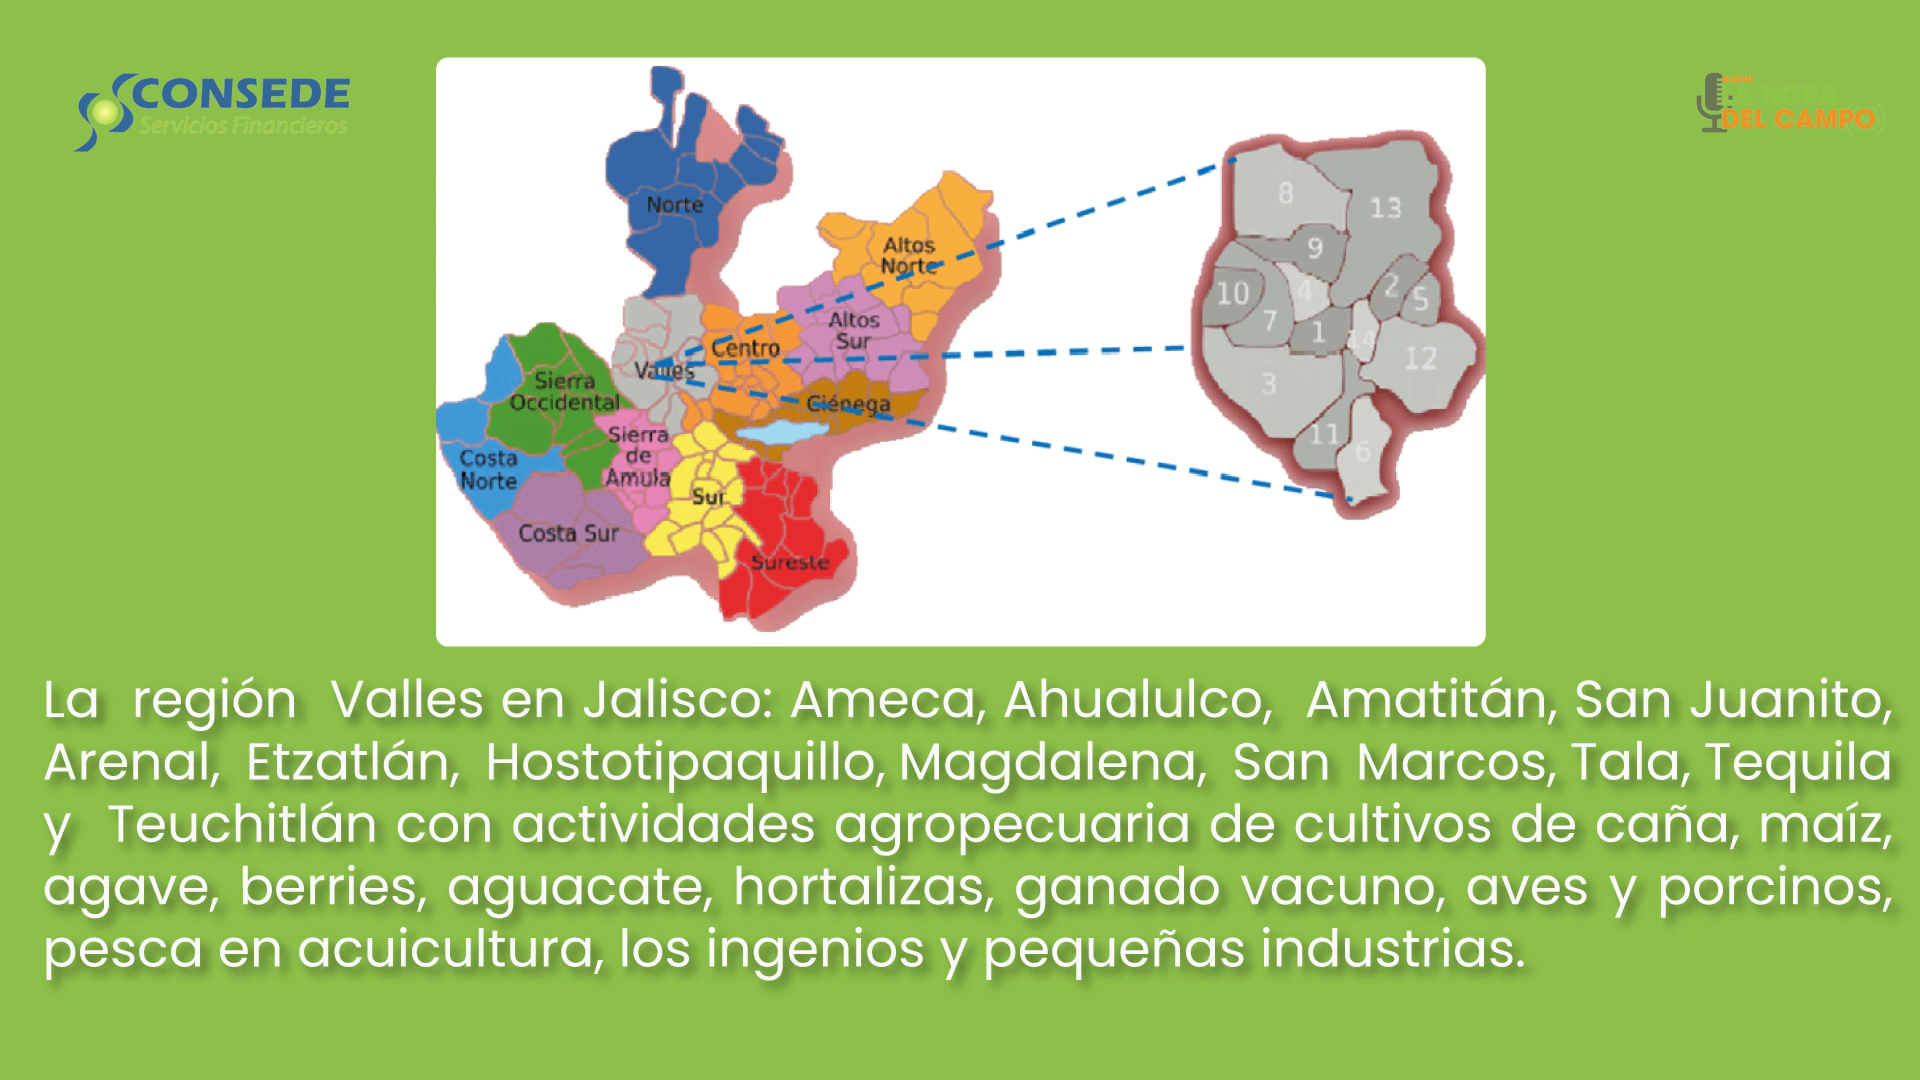 CONSEDE
Servicios Financieros
RADIO
LA HORA
DEL CAMPO
Norte
Altos
Norte
Altos
Sur
Centro
Valles
Ciénega
Sierra
Occidental
Sierra
de
Amula
Costa
Norte
Sur
Costa Sur
Sureste
8
13
9
10
4
2
5
7
1
14
12
3
11
6
La región Valles en Jalisco: Ameca, Ahualulco, Amatitán, San Juanito,
Arenal, Etzatlán, Hostotipaquillo, Magdalena, San Marcos, Tala, Tequila
y Teuchitlán con actividades agropecuaria de cultivos de caña, maíz,
agave, berries, aguacate, hortalizas, ganado vacuno, aves y porcinos,
pesca en acuicultura, los ingenios y pequeñas industrias.